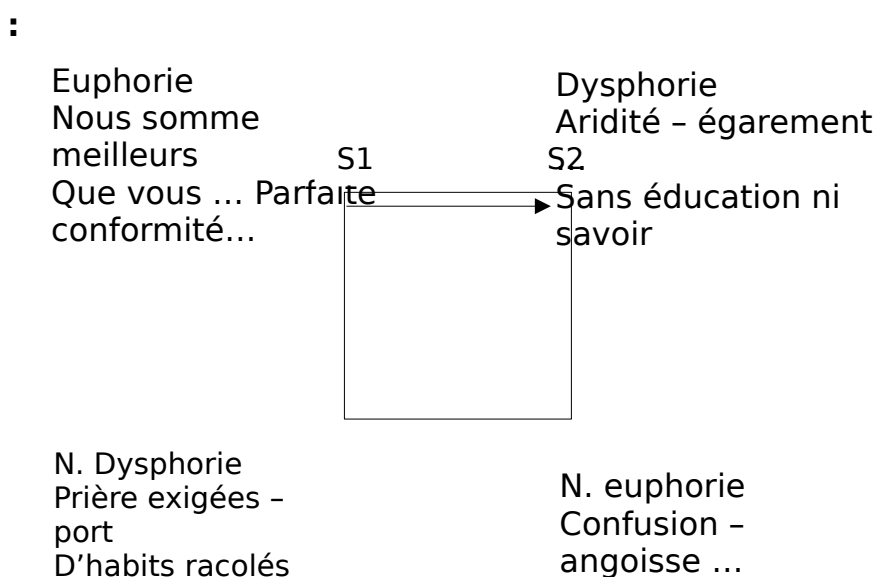 :
Euphorie
Nous somme
meilleurs
Que vous ... Parfaite
conformité...
S1
S2
Dysphorie
Aridité – égarement
...
Sans éducation ni
savoir
N. Dysphorie
Prière exigées –
port
D’habits racolés
N. euphorie
Confusion –
angoisse ...